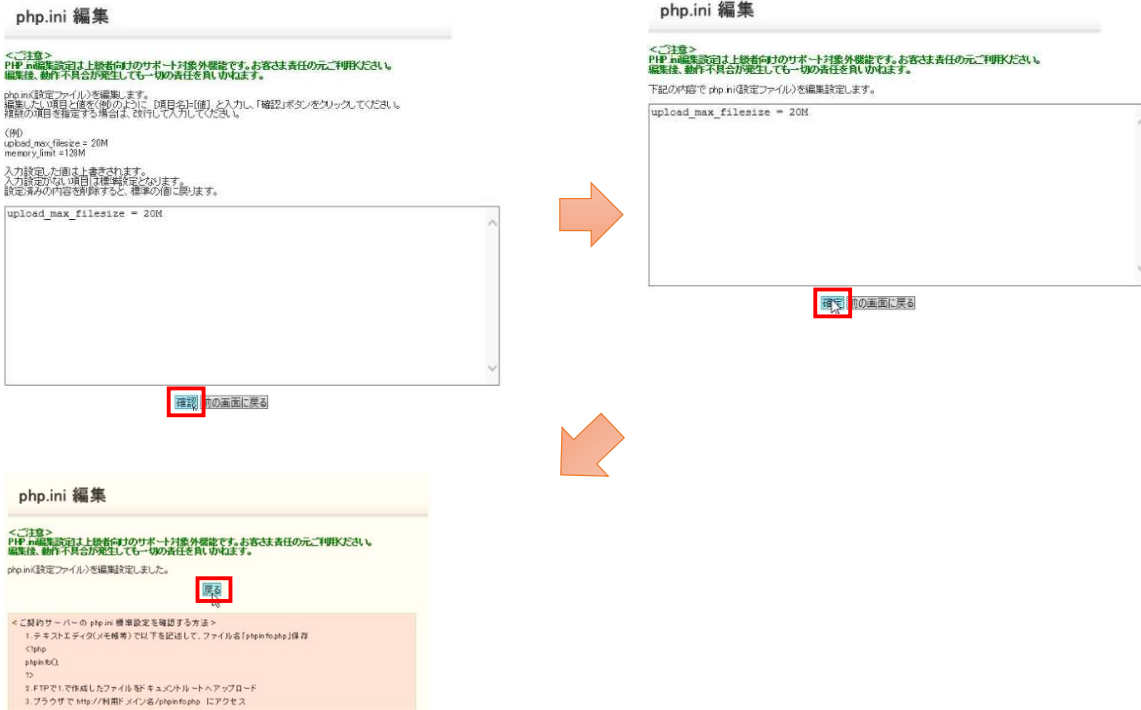 php.ini 編集
<ご注意>
PHP.ini編集設定は上級者向けのサポート対象外機能です。お客さま責任の元ご利用ください。
編集後、動作不具合が発生しても一切の責任を負いかねます。
php.ini(設定ファイル)を編集します。
編集したい項目と値を(例)のように [項目名]=[値] と入力し、「確認」ボタンをクリックしてください。
複数の項目を指定する場合は、改行して入力してください。
(例)
upload_max_filesize = 20M
memory_limit =128M
入力設定した値は上書きされます。
入力設定がない項目は標準設定となります。
設定済みの内容を削除すると、標準の値に戻ります。
upload_max_filesize = 20M
確認 前の画面に戻る
php.ini 編集
<ご注意>
PHP.ini編集設定は上級者向けのサポート対象外機能です。お客さま責任の元ご利用ください。
編集後、動作不具合が発生しても一切の責任を負いかねます。
下記の内容で php.ini(設定ファイル)を編集設定します。
upload_max_filesize = 20M
確定 前の画面に戻る
php.ini 編集
<ご注意>
PHP.ini編集設定は上級者向けのサポート対象外機能です。お客さま責任の元ご利用ください。
編集後、動作不具合が発生しても一切の責任を負いかねます。
php.ini(設定ファイル)を編集設定しました。
戻る
<ご契約サーバーの php.ini 標準設定を確認する方法>
1.テキストエディタ(メモ帳等)で以下を記述して、ファイル名「phpinfo.php」保存
<?php
phpinfo();
?>
2.FTPで1.で作成したファイルをドキュメントルートへアップロード
3.ブラウザで http://利用ドメイン名/phpinfo.php にアクセス